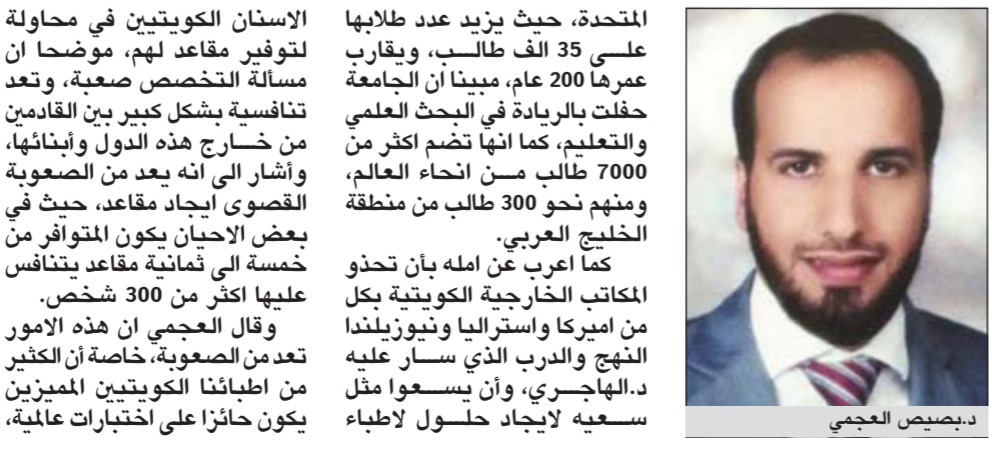 المتحدة، حيث يزيد عدد طلابها
على 35 الف طالب، ويقارب
عمرها 200 عام، مبينا ان الجامعة
حفلت بالريادة في البحث العلمي
والتعليم، كما انها تضم اكثر من
7000 طالب من انحاء العالم،
ومنهم نحو 300 طالب من منطقة
الخليج العربي.
كما اعرب عن امله بأن تحذو
المكاتب الخارجية الكويتية بكل
من اميركا واستراليا ونيوزيلندا
النهج والدرب الذي سار عليه
د.الهاجري، وأن يسعوا مثل
سعيه لايجاد حلول لاطباء
الاسنان الكويتيين في محاولة
لتوفير مقاعد لهم، موضحا ان
مسألة التخصص صعبة، وتعد
تنافسية بشكل كبير بين القادمين
من خارج هذه الدول وأبنائها،
وأشار الى انه يعد من الصعوبة
القصوى ايجاد مقاعد، حيث في
بعض الاحيان يكون المتوافر من
خمسة الى ثمانية مقاعد يتنافس
عليها اكثر من 300 شخص.
وقال العجمي ان هذه الامور
تعد من الصعوبة، خاصة أن الكثير
من اطبائنا الكويتيين المميزين
يكون حائزا على اختبارات عالمية،
د.بصيص العجمي